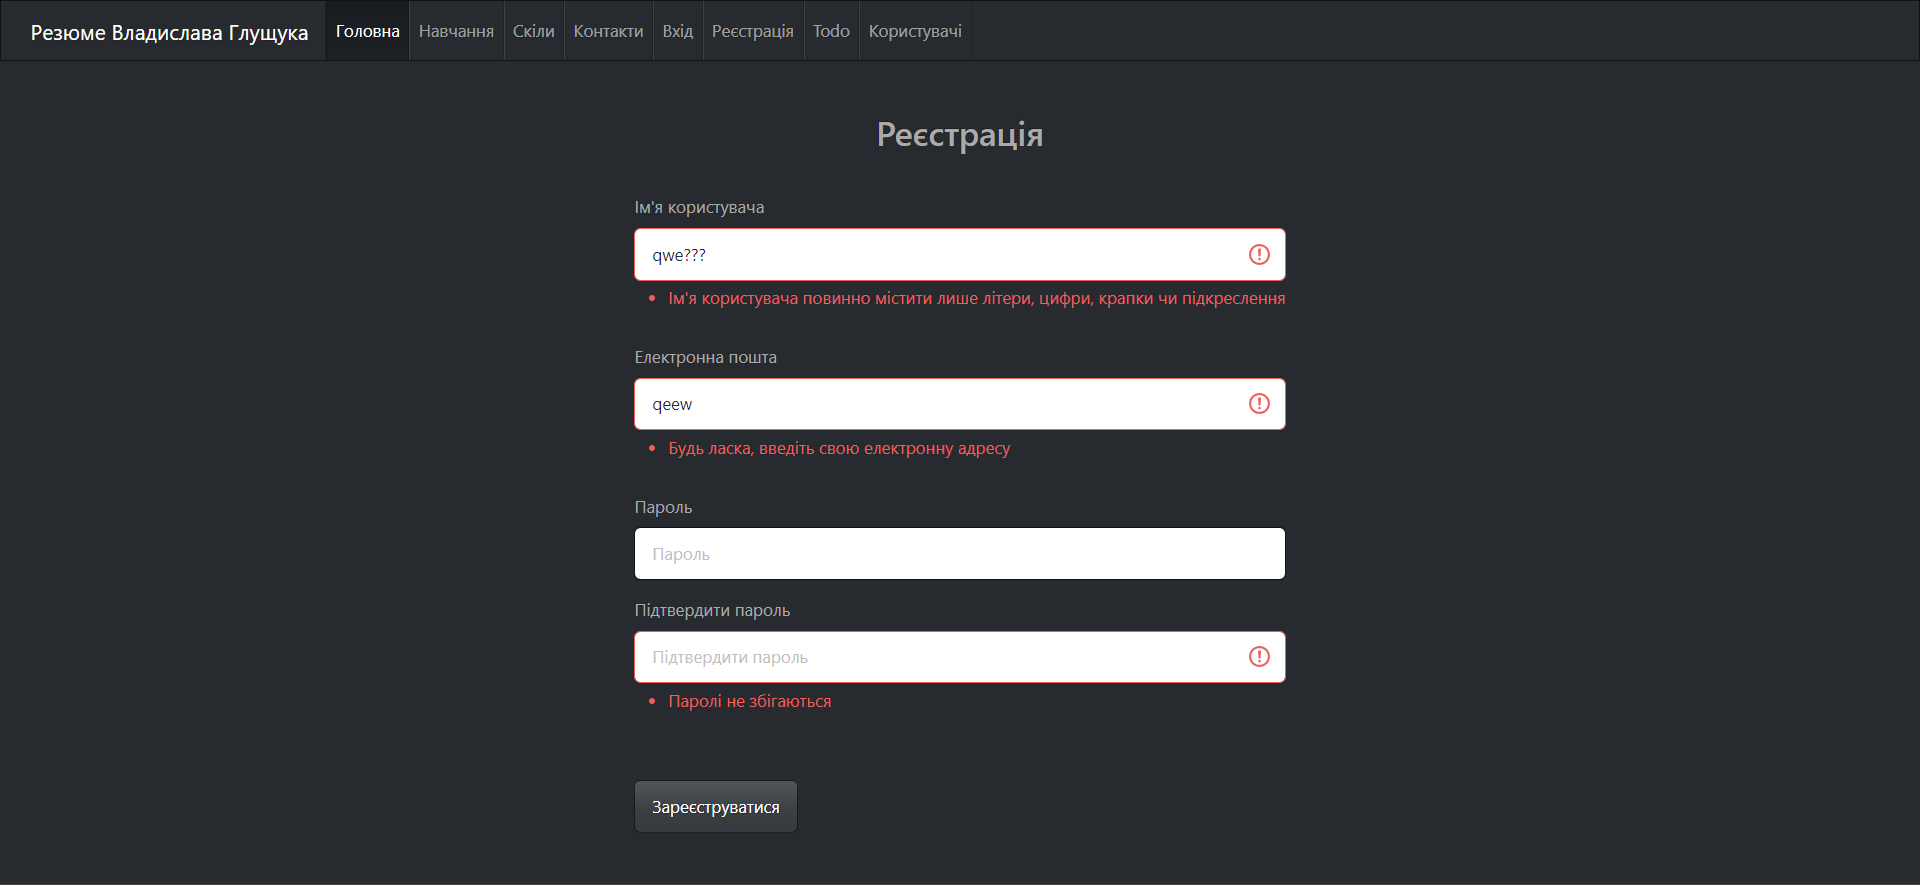 Резюме Владислава Глущука Головна Навчання Скіли Контакти Вхід Реєстрація Todo Користувачі
Реєстрація
Ім'я користувача
qwe???
Ім'я користувача повинно містити лише літери, цифри, крапки чи підкреслення
Електронна пошта
qeew
Будь ласка, введіть свою електронну адресу
Пароль
Пароль
Підтвердити пароль
Підтвердити пароль
Паролі не збігаються
Зареєструватися